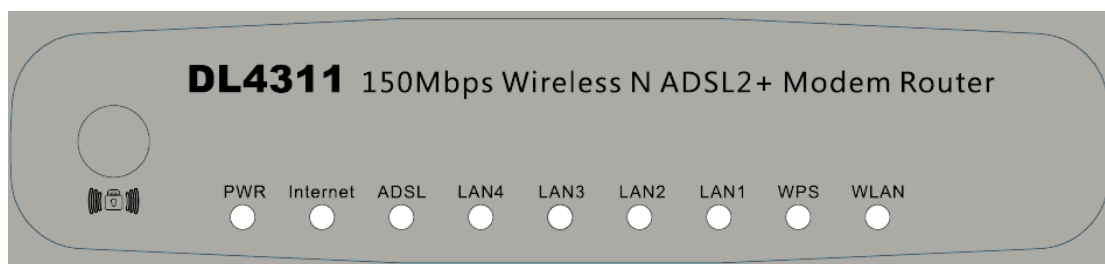 DL4311 150Mbps Wireless N ADSL2+ Modem Router
PWR Internet ADSL LAN4 LAN3 LAN2 LAN1 WPS WLAN